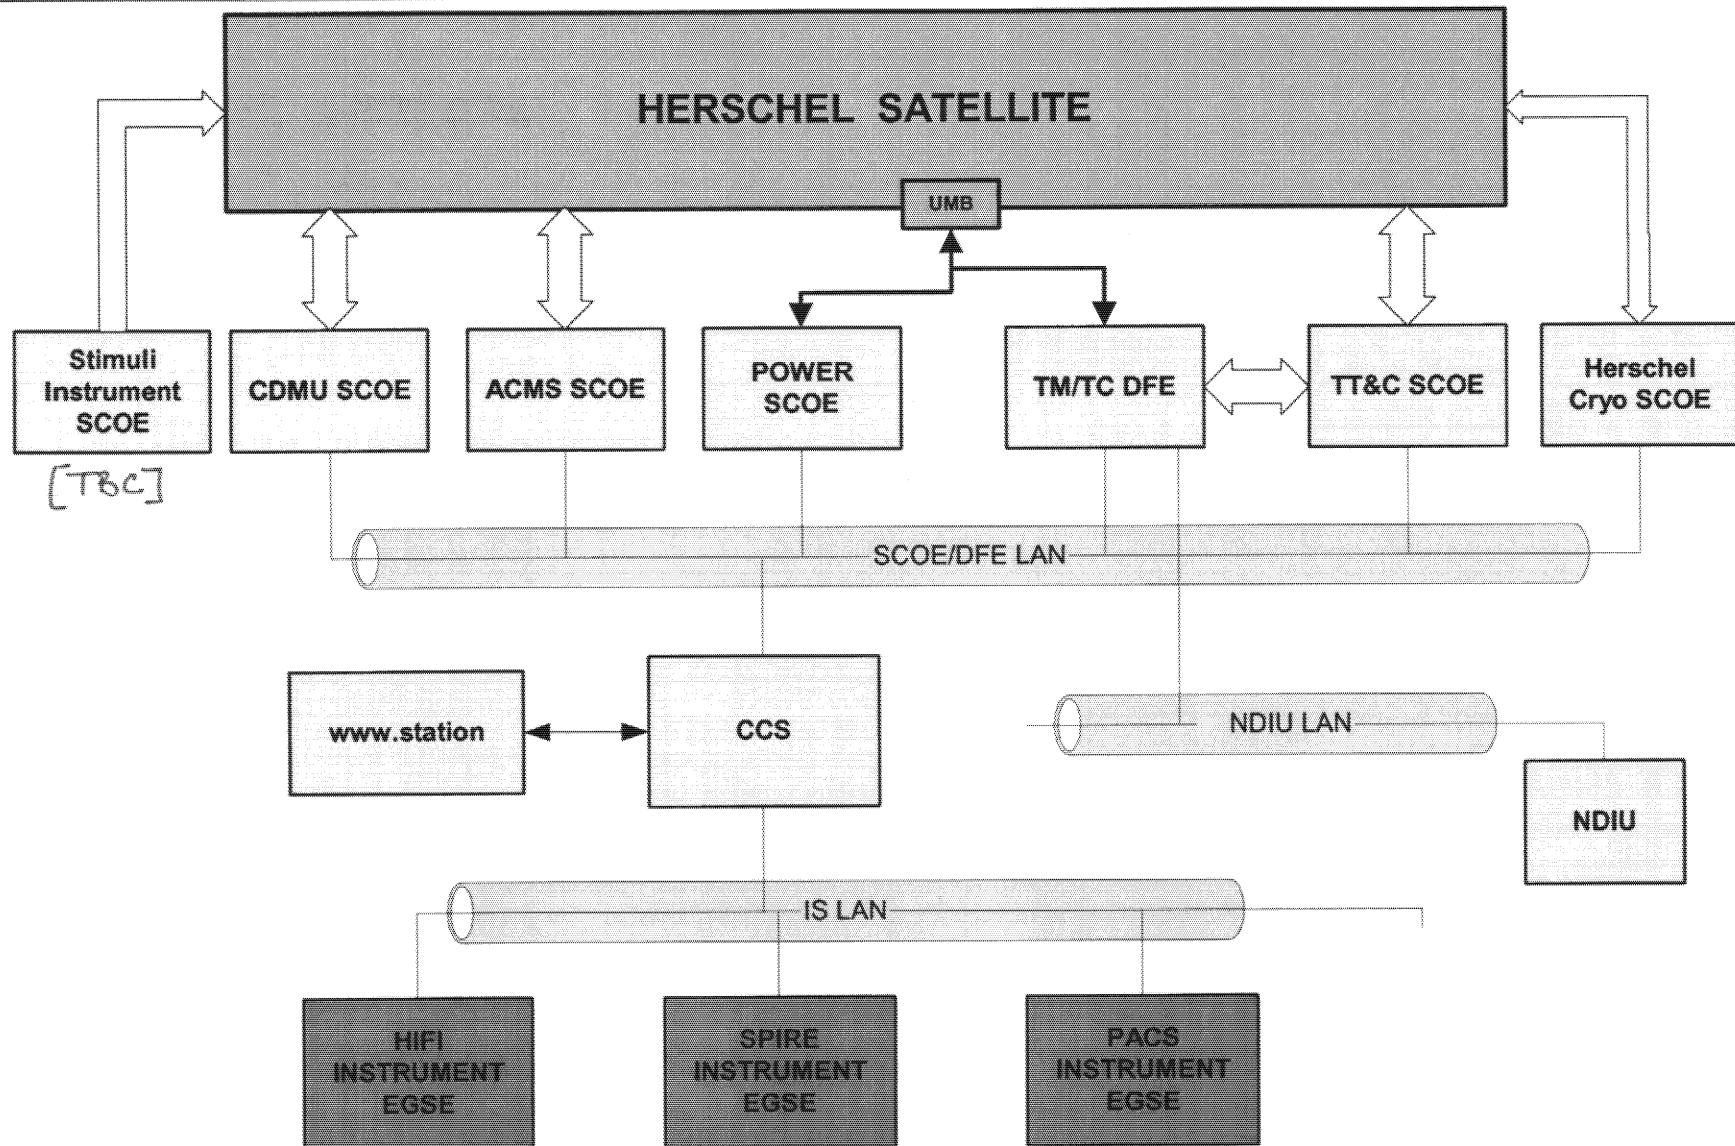 HERSCHEL SATELLITE
UMB
Stimuli
Instrument
SCOE
[TBC]
CDMU SCOE
ACMS SCOE
POWER
SCOE
TM/TC DFE
TT&C SCOE
Herschel
Cryo SCOE
SCOE/DFE LAN
www.station
CCS
NDIU LAN
NDIU
IS LAN
HIFI
INSTRUMENT
EGSE
SPIRE
INSTRUMENT
EGSE
PACS
INSTRUMENT
EGSE